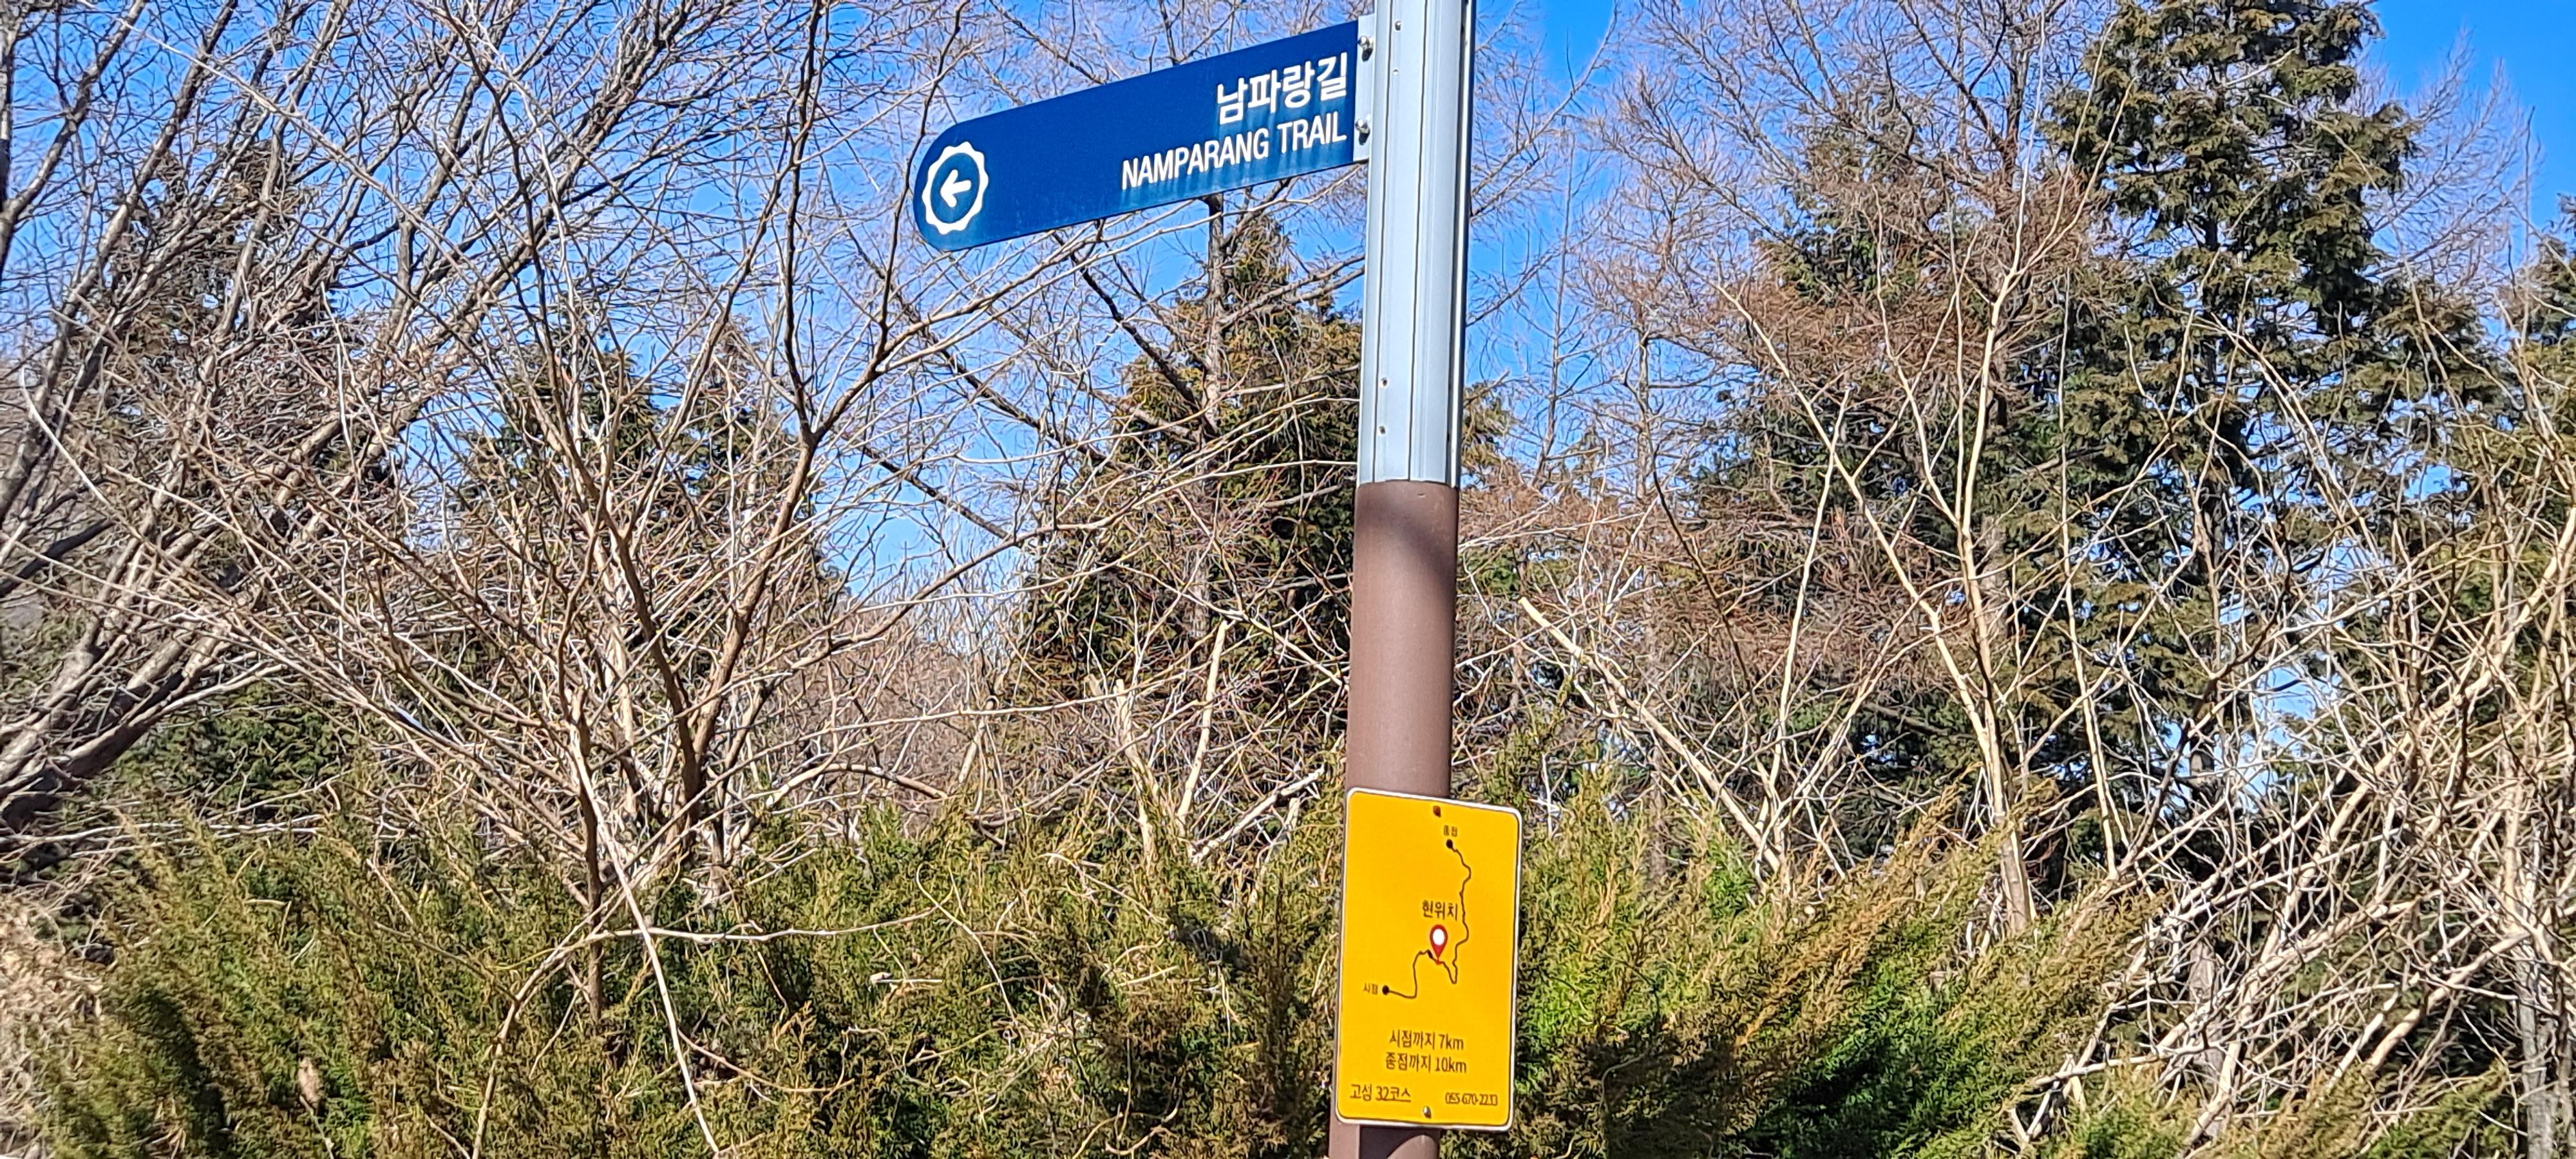 남파랑길
NAMPARANG TRAIL
종점
현위치
시점
시점까지 7km
종점까지 10km
고성 32코스 055-670-2233